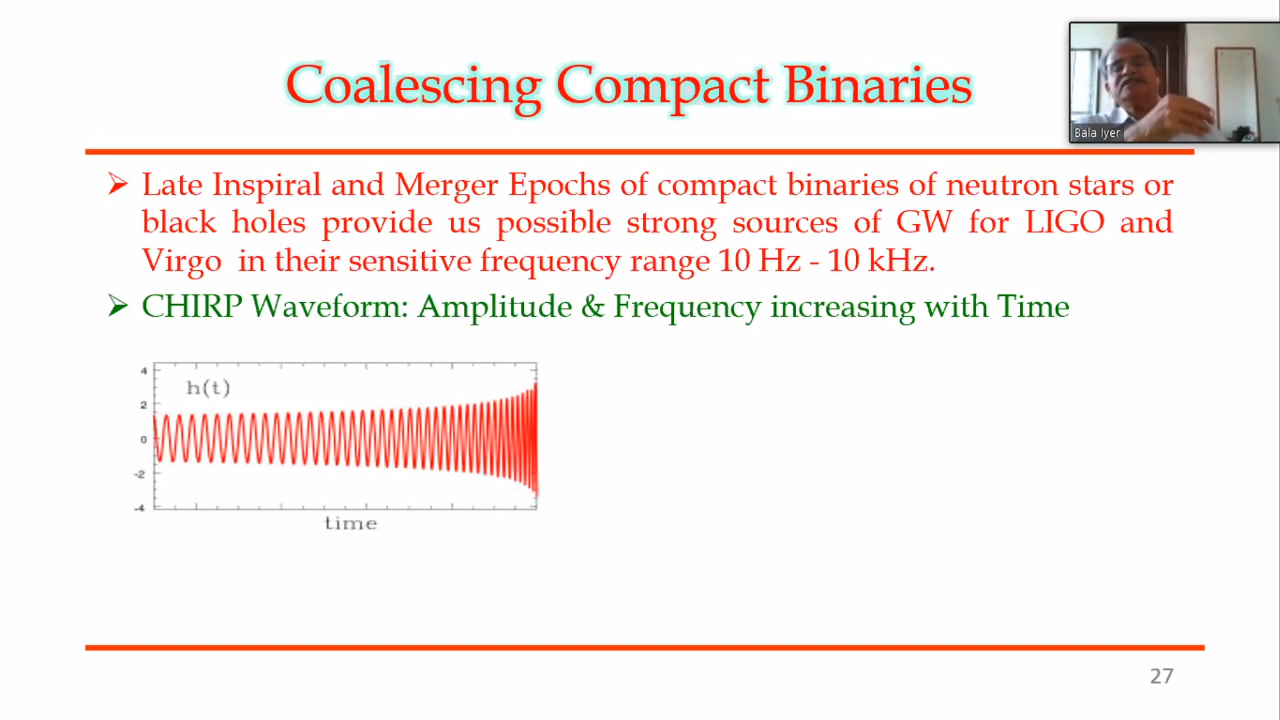 Coalescing Compact Binaries
Bala Iyer
➢ Late Inspiral and Merger Epochs of compact binaries of neutron stars or
black holes provide us possible strong sources of GW for LIGO and
Virgo in their sensitive frequency range 10 Hz - 10 kHz.
➢ CHIRP Waveform: Amplitude & Frequency increasing with Time
4
h(t)
2
0
-2
-4
time
27